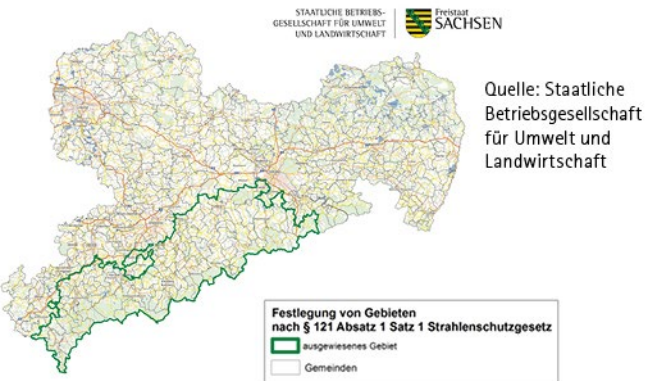 STAATLICHE BETRIEBS-
GESELLSCHAFT FÜR UMWELT
UND LANDWIRTSCHAFT
Freistaat
SACHSEN
Quelle: Staatliche
Betriebsgesellschaft
für Umwelt und
Landwirtschaft
Festlegung von Gebieten
nach § 121 Absatz 1 Satz 1 Strahlenschutzgesetz
ausgewiesenes Gebiet
Gemeinden